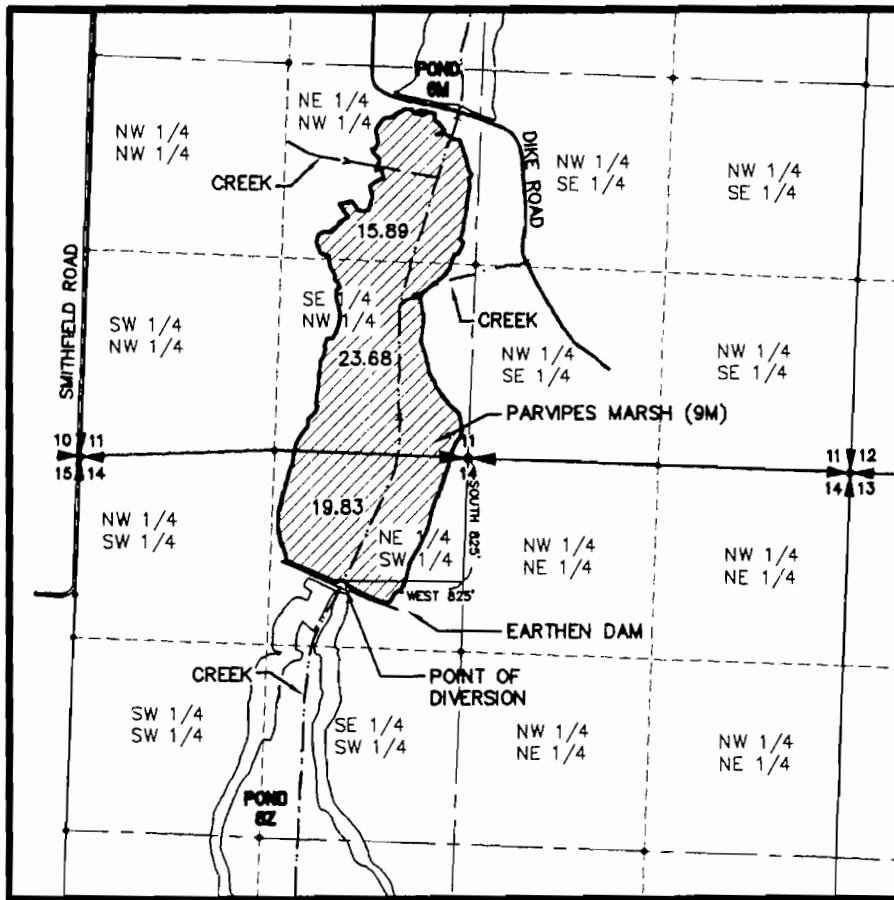 POND
6M
NE 1/4
NW 1/4
NW 1/4
NW 1/4
CREEK
DIKE ROAD
NW 1/4
SE 1/4
NW 1/4
SE 1/4
15.89
SMITHFIELD ROAD
SE 1/4
NW 1/4
CREEK
SW 1/4
NW 1/4
23.68
NW 1/4
SE 1/4
NW 1/4
SE 1/4
PARVIPES MARSH (9M)
10 11
15 14
11
14
11 12
14 13
SOUTH 825'
19.83
NW 1/4
SW 1/4
NE 1/4
SW 1/4
NW 1/4
NE 1/4
NW 1/4
NE 1/4
WEST 825'
EARTHEN DAM
CREEK
POINT OF
DIVERSION
SW 1/4
SW 1/4
SE 1/4
SW 1/4
NW 1/4
NE 1/4
NW 1/4
NE 1/4
POND
8Z